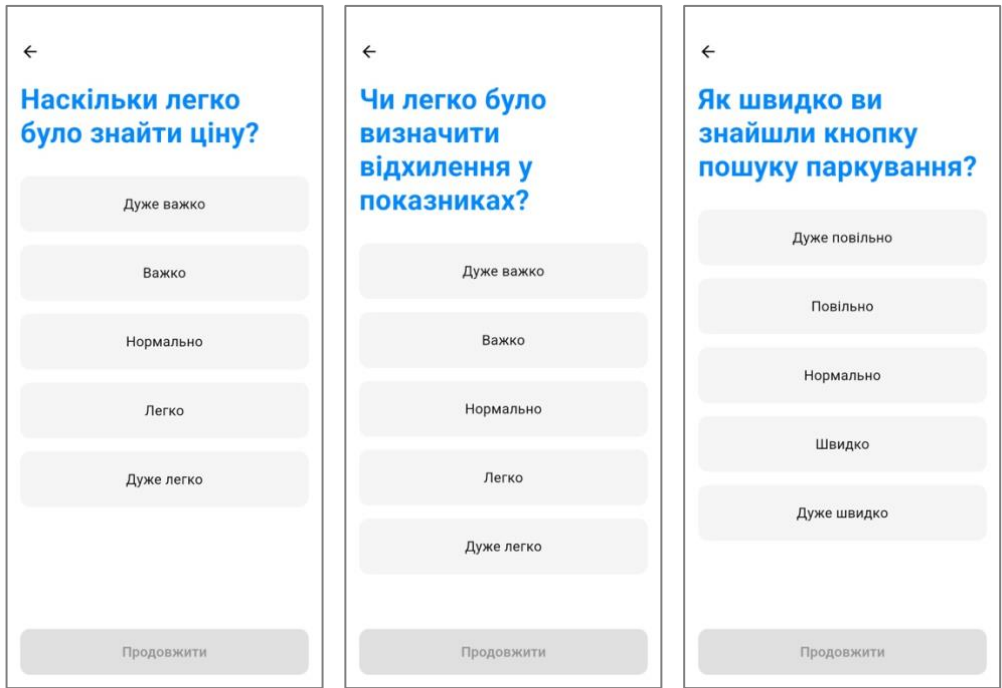 Наскільки легко
було знайти ціну?
Дуже важко
Важко
Нормально
Легко
Дуже легко
Продовжити
Чи легко було
визначити
відхилення у
показниках?
Дуже важко
Важко
Нормально
Легко
Дуже легко
Продовжити
Як швидко ви
знайшли кнопку
пошуку паркування?
Дуже повільно
Повільно
Нормально
Швидко
Дуже швидко
Продовжити